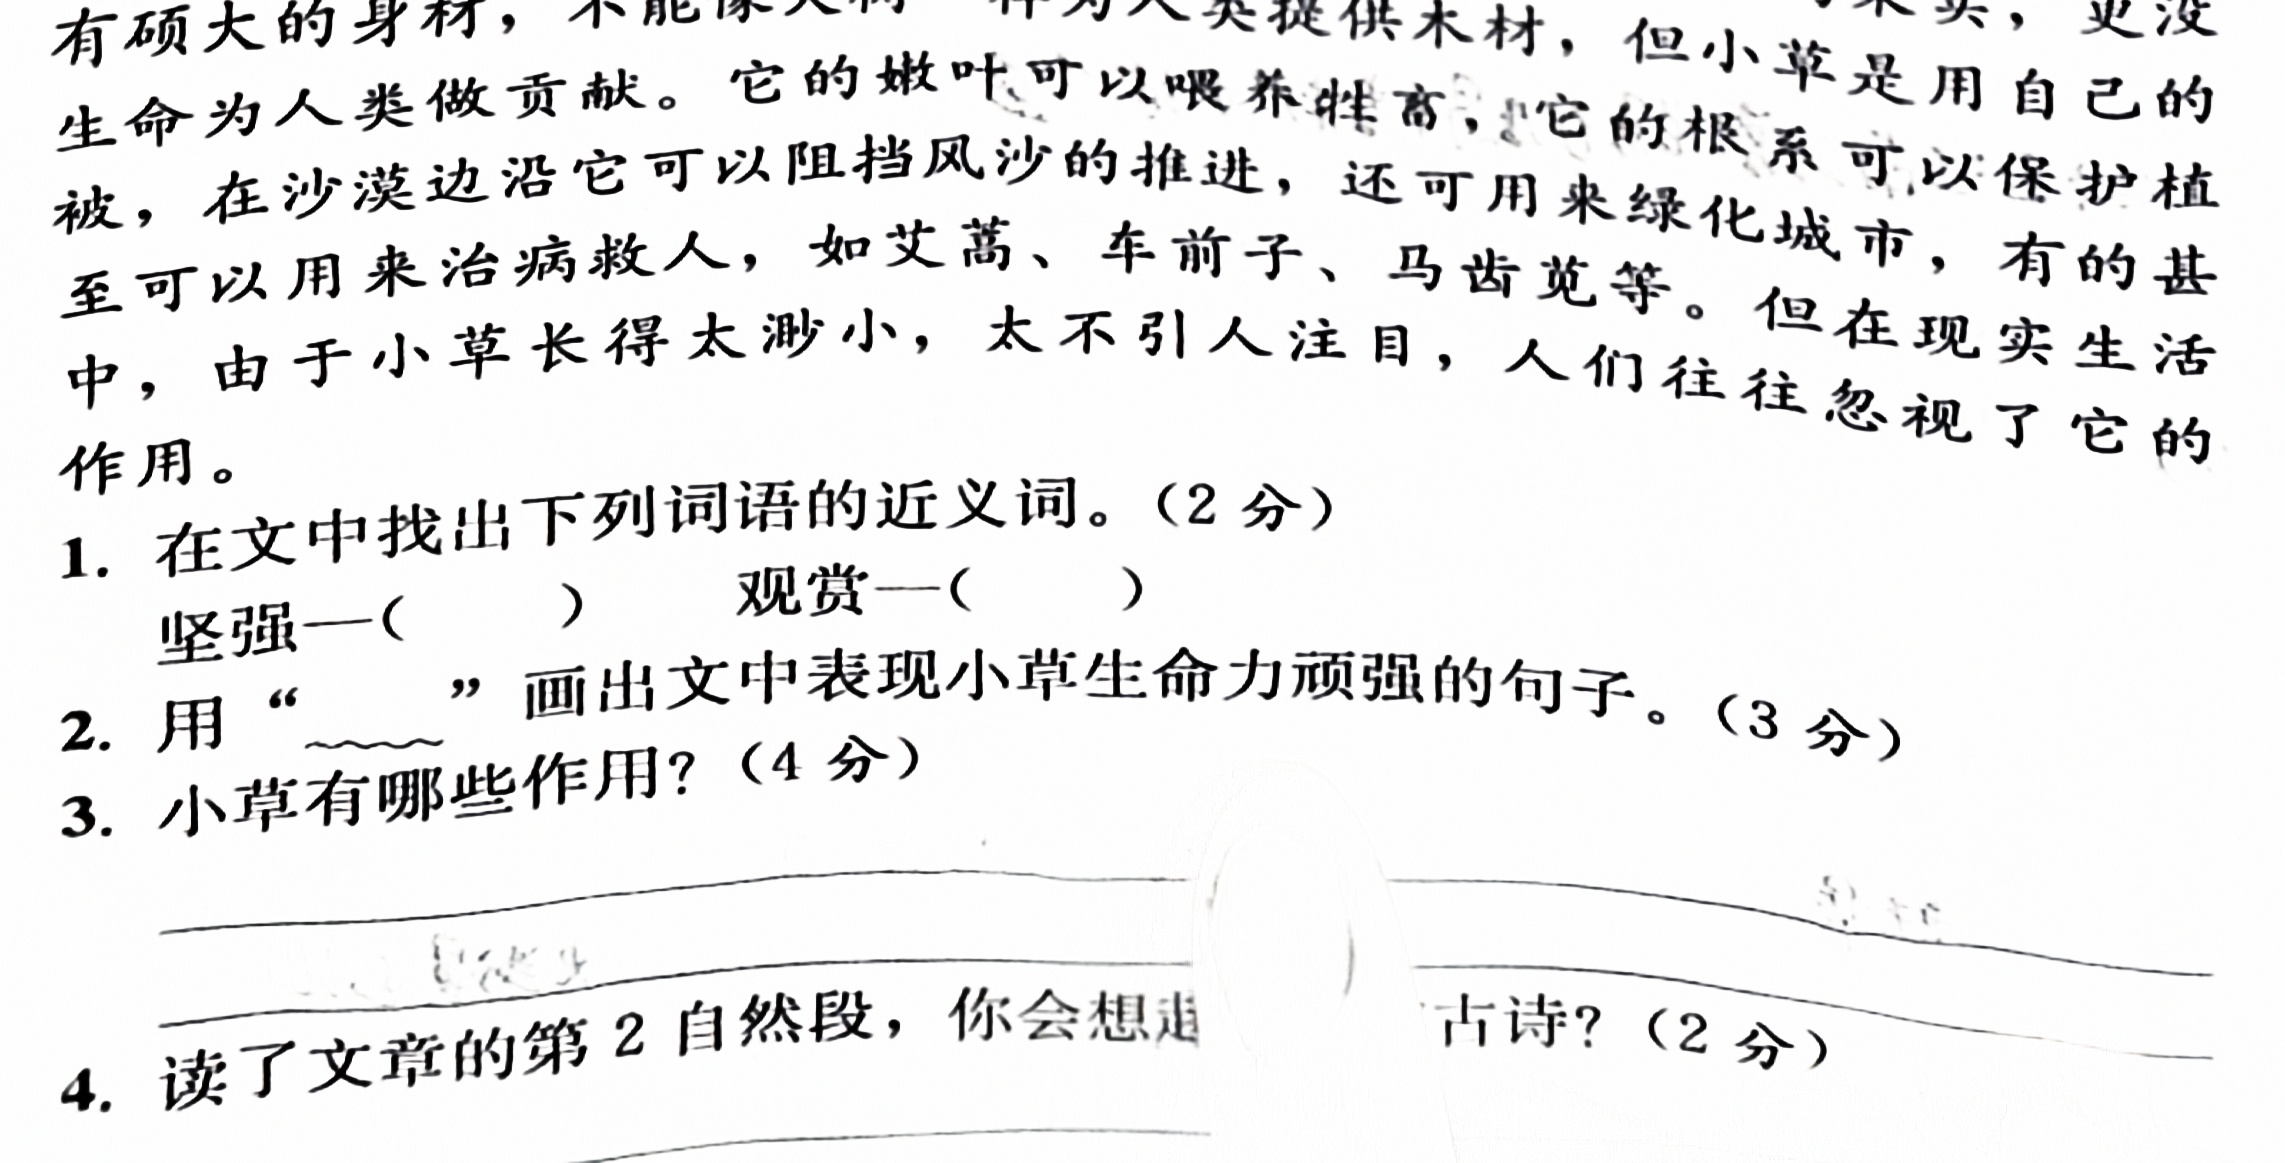 有硕大的身材，不能像大树一样为人类提供木材，但小草是用自己的
生命为人类做贡献。它的嫩叶可以喂养牲畜，它的根系可以保护植
被，在沙漠边沿它可以阻挡风沙的推进，还可用来绿化城市，有的甚
至可以用来治病救人，如艾蒿、车前子、马齿苋等。但在现实生活
中，由于小草长得太渺小，太不引人注目，人们往往忽视了它的
作用。
1. 在文中找出下列词语的近义词。（2 分）
坚强—（ ） 观赏—（ ）
2. 用“﹏﹏”画出文中表现小草生命力顽强的句子。（3 分）
3. 小草有哪些作用？（4 分）
4. 读了文章的第 2 自然段，你会想起 古诗？（2 分）